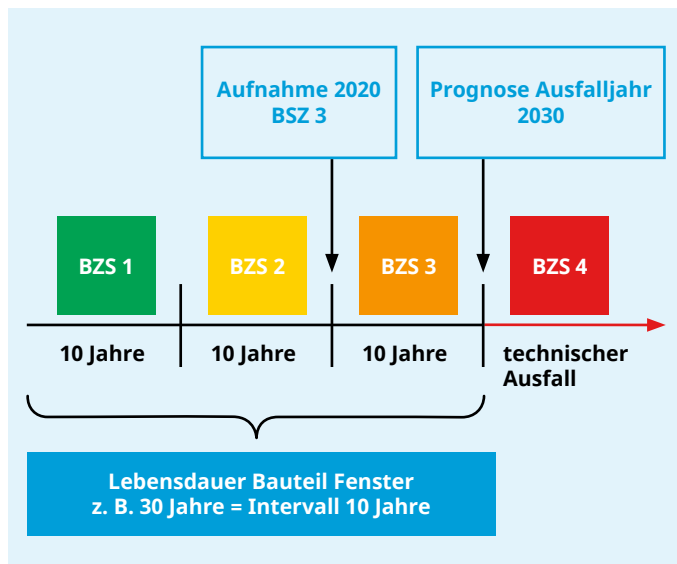 Aufnahme 2020
BSZ 3
Prognose Ausfalljahr
2030
BZS 1
BZS 2
BZS 3
BZS 4
10 Jahre
10 Jahre
10 Jahre
technischer
Ausfall
Lebensdauer Bauteil Fenster
z. B. 30 Jahre = Intervall 10 Jahre